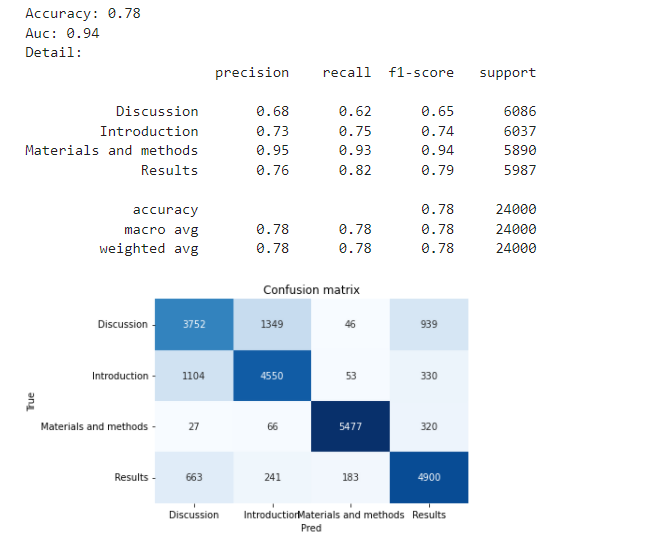 Accuracy: 0.78
Auc: 0.94
Detail:
precision recall f1-score support
Discussion 0.68 0.62 0.65 6086
Introduction 0.73 0.75 0.74 6037
Materials and methods 0.95 0.93 0.94 5890
Results 0.76 0.82 0.79 5987
accuracy 0.78 24000
macro avg 0.78 0.78 0.78 24000
weighted avg 0.78 0.78 0.78 24000
Confusion matrix
Discussion 3752 1349 46 939
Introduction 1104 4550 53 330
True
Materials and methods 27 66 5477 320
Results 663 241 183 4900
Discussion Introduction Materials and methods Results
Pred